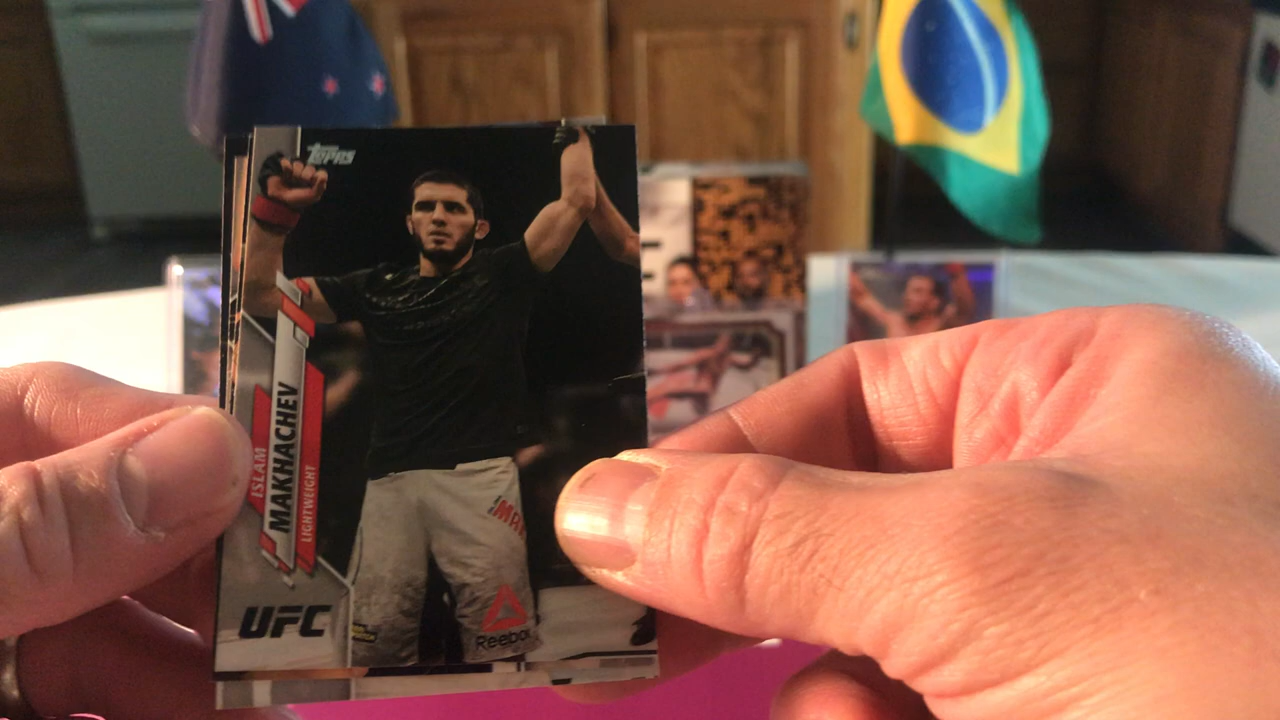 Topps
ISLAM
MAKHACHEV
LIGHTWEIGHT
UFC
Reebok